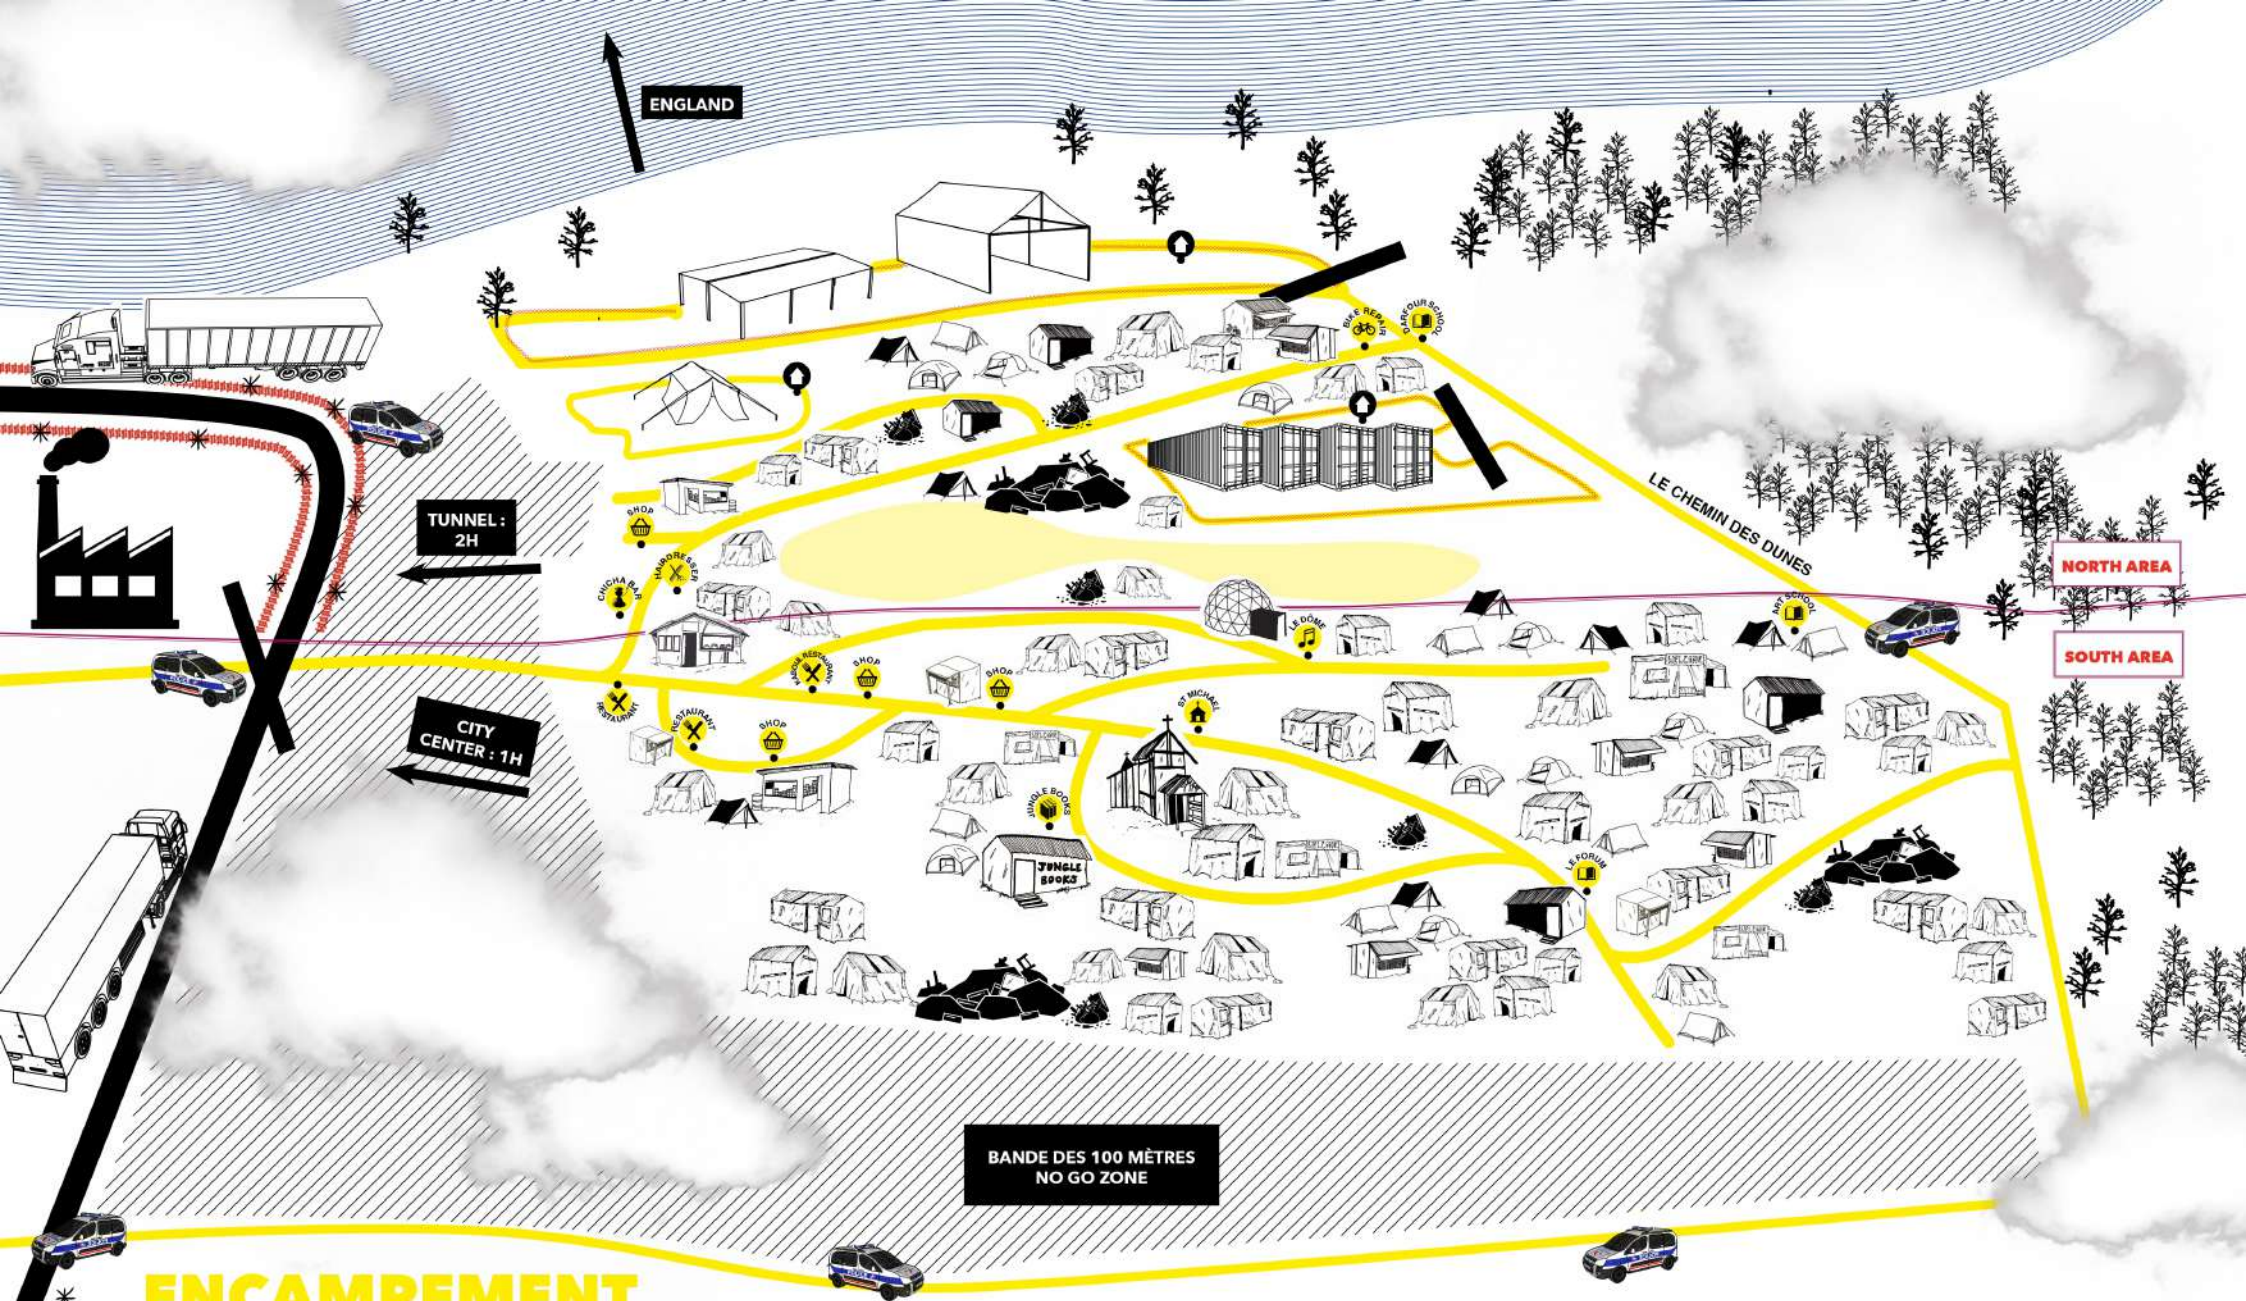 ENGLAND
BIKE REPAIR
DARFOUR SCHOOL
LE CHEMIN DES DUNES
TUNNEL :
2H
SHOP
HAIRDRESSER
CHICHA BAR
NORTH AREA
SOUTH AREA
ART SCHOOL
LE DÔME
RESTAURANT
SHOP
SHOP
RESTAURANT
RESTAURANT
SHOP
ST MICHAEL
CITY
CENTER : 1H
JUNGLE BOOKS
JUNGLE
BOOKS
LE FORUM
BANDE DES 100 MÈTRES
NO GO ZONE
ENCAMPEMENT